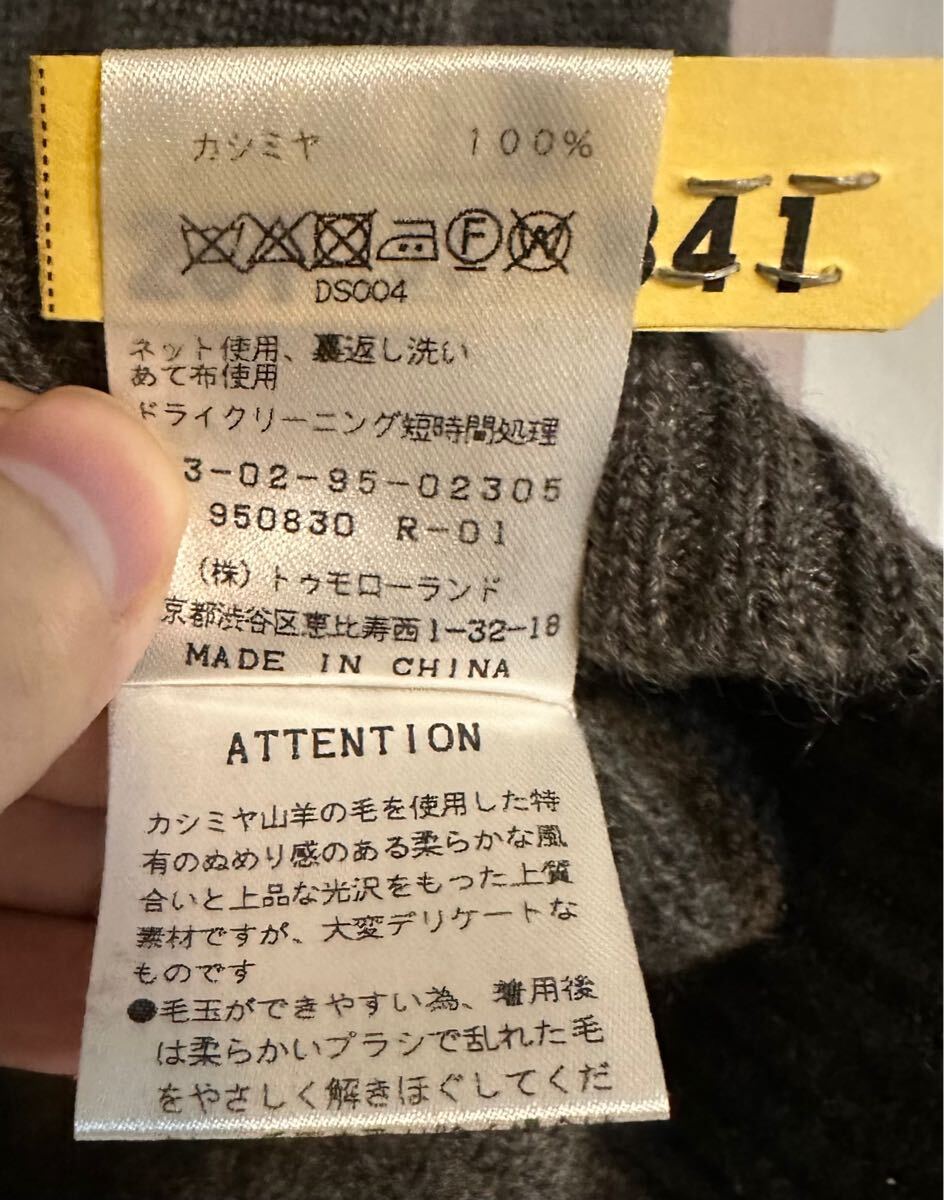 カシミヤ 100%
341
F W
DS004
ネット使用、裏返し洗い
あて布使用
ドライクリーニング短時間処理
3-02-95-02305
950830 R-01
(株)トゥモローランド
京都渋谷区恵比寿西1-32-18
MADE IN CHINA
ATTENTION
カシミヤ山羊の毛を使用した特
有のぬめり感のある柔らかな風
合いと上品な光沢をもった上質
素材ですが、大変デリケートな
ものです
●毛玉ができやすい為、着用後
は柔らかいブラシで乱れた毛
をやさしく解きほぐしてくだ